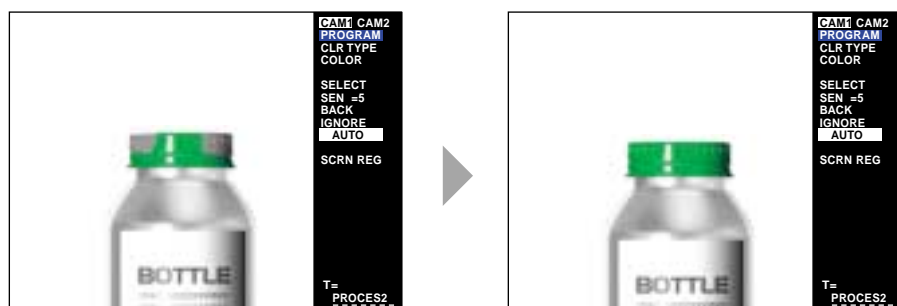 CAM1 CAM2
PROGRAM
CLR TYPE
COLOR
SELECT
SEN =5
BACK
IGNORE
AUTO
SCRN REG
T=
PROCES2
BOTTLE
CAM1 CAM2
PROGRAM
CLR TYPE
COLOR
SELECT
SEN =5
BACK
IGNORE
AUTO
SCRN REG
T=
PROCES2
BOTTLE